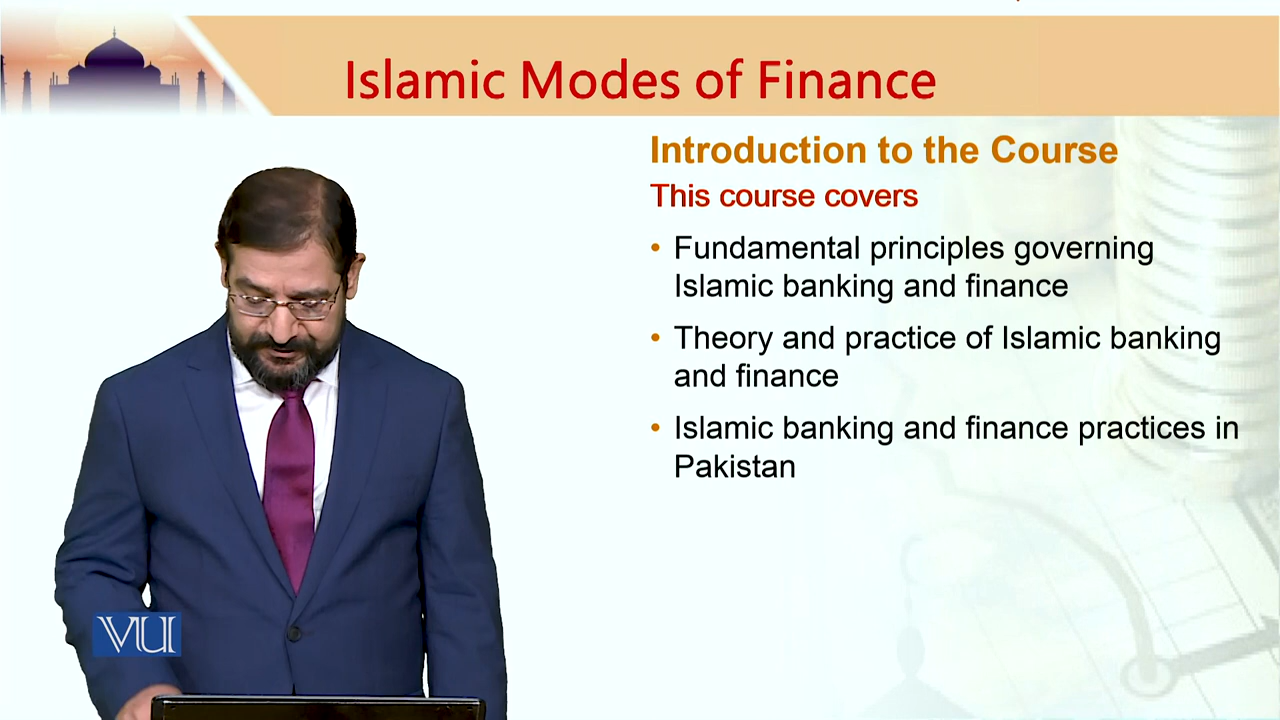 Islamic Modes of Finance
Introduction to the Course
This course covers
• Fundamental principles governing
Islamic banking and finance
• Theory and practice of Islamic banking
and finance
• Islamic banking and finance practices in
Pakistan
VU